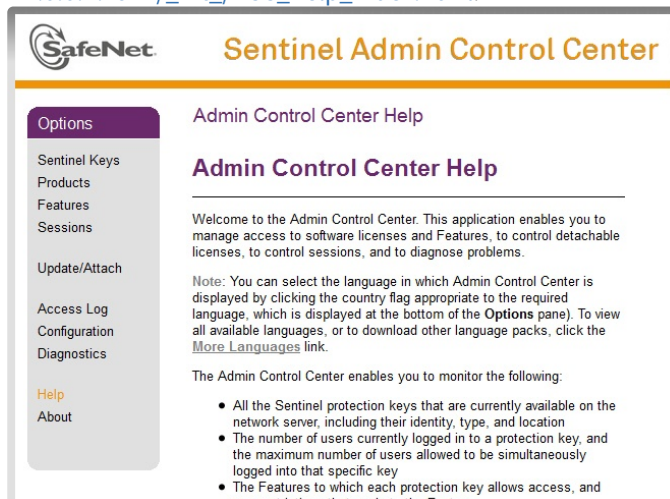 SafeNet.
Sentinel Admin Control Center
Options
Sentinel Keys
Products
Features
Sessions
Update/Attach
Access Log
Configuration
Diagnostics
Help
About
Admin Control Center Help
Admin Control Center Help
Welcome to the Admin Control Center. This application enables you to
manage access to software licenses and Features, to control detachable
licenses, to control sessions, and to diagnose problems.
Note: You can select the language in which Admin Control Center is
displayed by clicking the country flag appropriate to the required
language, which is displayed at the bottom of the Options pane). To view
all available languages, or to download other language packs, click the
More Languages link.
The Admin Control Center enables you to monitor the following:
● All the Sentinel protection keys that are currently available on the
network server, including their identity, type, and location
● The number of users currently logged in to a protection key, and
the maximum number of users allowed to be simultaneously
logged into that specific key
● The Features to which each protection key allows access, and